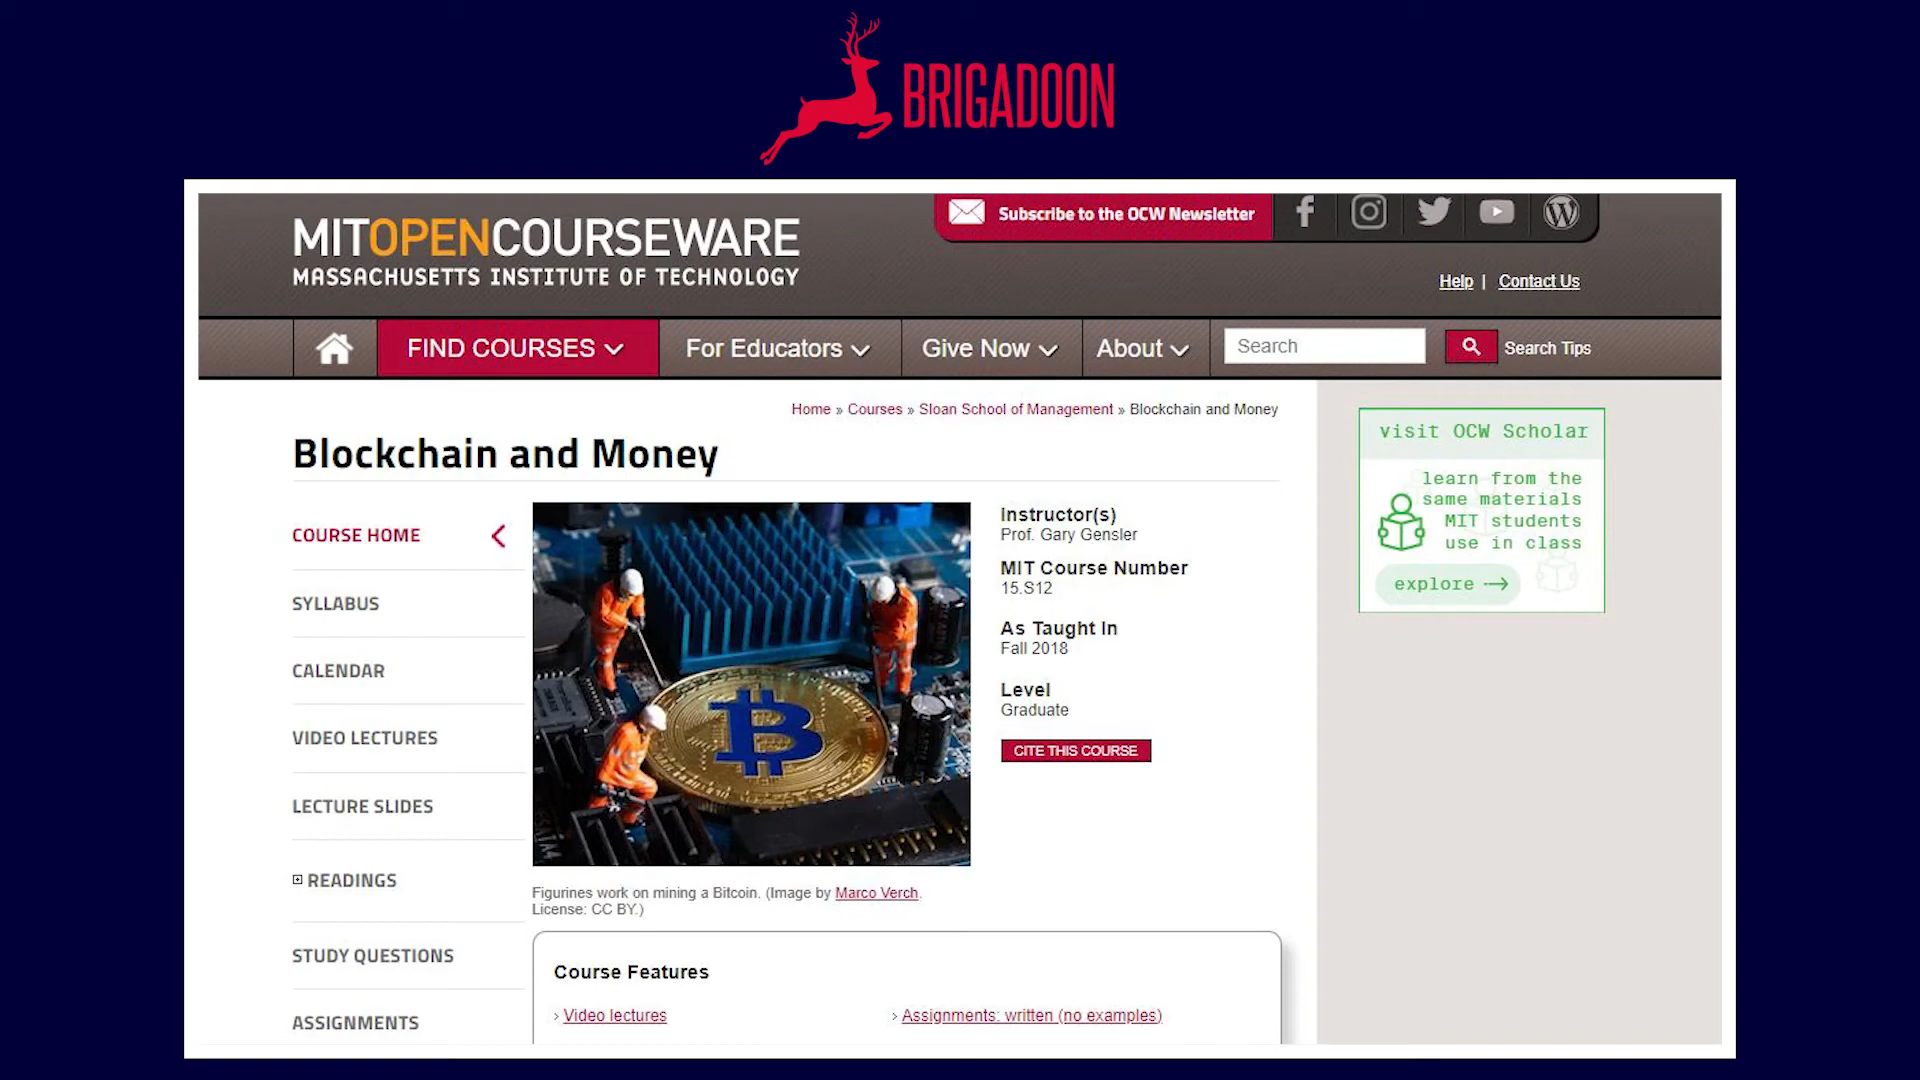 BRIGADOON
MITOPENCOURSEWARE
MASSACHUSETTS INSTITUTE OF TECHNOLOGY
Subscribe to the OCW Newsletter
Help | Contact Us
FIND COURSES
For Educators
Give Now
About
Search
Search Tips
Home » Courses » Sloan School of Management » Blockchain and Money
Blockchain and Money
COURSE HOME
SYLLABUS
CALENDAR
VIDEO LECTURES
LECTURE SLIDES
READINGS
STUDY QUESTIONS
ASSIGNMENTS
Figurines work on mining a Bitcoin. (Image by Marco Verch.
License: CC BY.)
Instructor(s)
Prof. Gary Gensler
MIT Course Number
15.S12
As Taught In
Fall 2018
Level
Graduate
CITE THIS COURSE
Course Features
Video lectures
Assignments: written (no examples)
visit OCW Scholar
learn from the
same materials
MIT students
use in class
explore